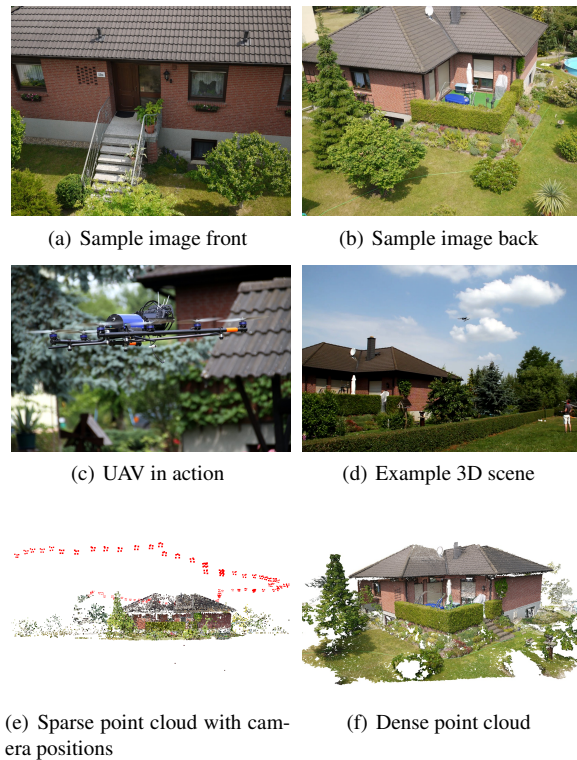 (a) Sample image front
(b) Sample image back
(c) UAV in action
(d) Example 3D scene
(e) Sparse point cloud with cam-
era positions
(f) Dense point cloud